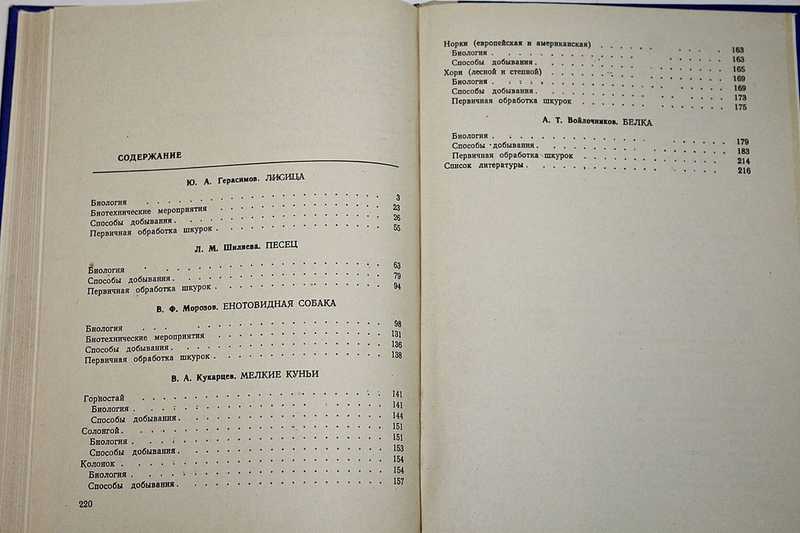 СОДЕРЖАНИЕ
Ю. А. Герасимов. ЛИСИЦА
Биология . . . . . . . . . . . . . . . . 3
Биотехнические мероприятия . . . . . . . . . . . . 23
Способы добывания . . . . . . . . . . . . . . 26
Первичная обработка шкурок . . . . . . . . . . . . 55
Л. М. Шиляева. ПЕСЕЦ
Биология . . . . . . . . . . . . . . . . 63
Способы добывания . . . . . . . . . . . . . . 79
Первичная обработка шкурок . . . . . . . . . . . . 94
В. Ф. Морозов. ЕНОТОВИДНАЯ СОБАКА
Биология . . . . . . . . . . . . . . . . 98
Биотехнические мероприятия . . . . . . . . . . . . 131
Способы добывания . . . . . . . . . . . . . . 136
Первичная обработка шкурок . . . . . . . . . . . . 138
В. А. Кукарцев. МЕЛКИЕ КУНЬИ
Горностай . . . . . . . . . . . . . . . . 141
Биология . . . . . . . . . . . . . . . . 141
Способы добывания . . . . . . . . . . . . . . 144
Солонгой . . . . . . . . . . . . . . . . 151
Биология . . . . . . . . . . . . . . . . 151
Способы добывания . . . . . . . . . . . . . . 153
Колонок . . . . . . . . . . . . . . . . 154
Биология . . . . . . . . . . . . . . . . 154
Способы добывания . . . . . . . . . . . . . . 157
220
Норки (европейская и американская) . . . . . . . . . . 163
Биология . . . . . . . . . . . . . . . . 163
Способы добывания . . . . . . . . . . . . . . 165
Хори (лесной и степной) . . . . . . . . . . . . . 169
Биология . . . . . . . . . . . . . . . . 169
Способы добывания . . . . . . . . . . . . . . 173
Первичная обработка шкурок . . . . . . . . . . . . 175
А. Т. Войлочников. БЕЛКА
Биология . . . . . . . . . . . . . . . . 179
Способы добывания . . . . . . . . . . . . . . 183
Первичная обработка шкурок . . . . . . . . . . . . 214
Список литературы . . . . . . . . . . . . . . 216